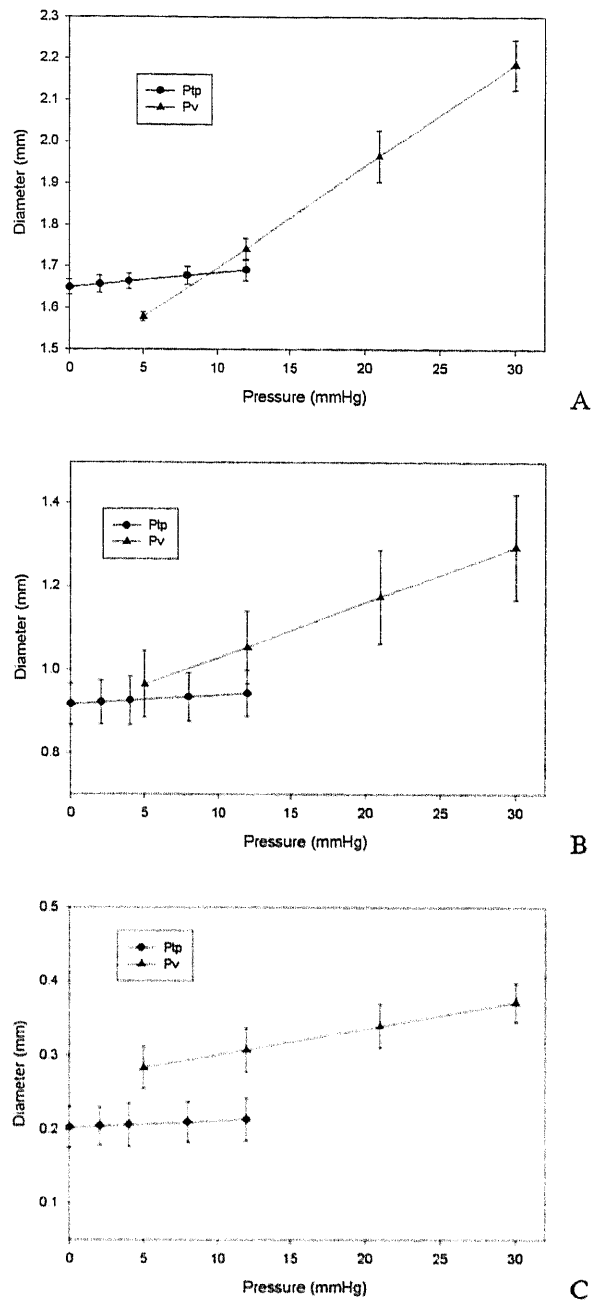 2.3
2.2
2.1
2.0
1.9
1.8
1.7
1.6
1.5
Diameter (mm)
Ptp
Pv
0 5 10 15 20 25 30
Pressure (mmHg)
A
1.4
1.2
1.0
0.8
Diameter (mm)
Ptp
Pv
0 5 10 15 20 25 30
Pressure (mmHg)
B
0.5
0.4
0.3
0.2
0.1
Diameter (mm)
Ptp
Pv
0 5 10 15 20 25 30
Pressure (mmHg)
C